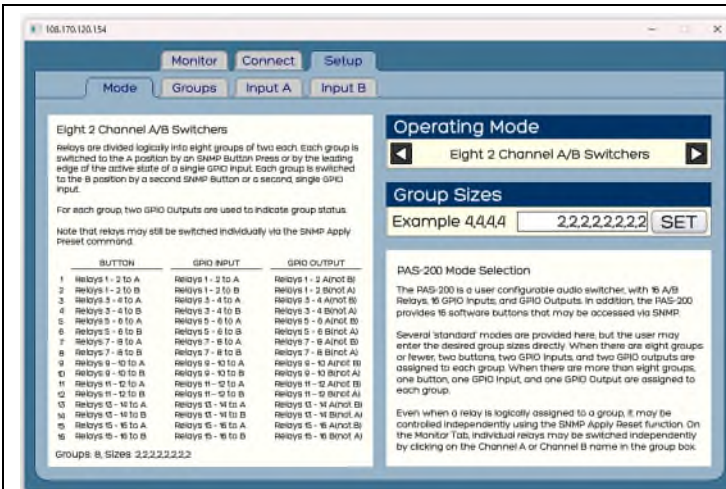 108.170.120.154
Monitor Connect Setup
Mode Groups Input A Input B
Eight 2 Channel A/B Switchers
Relays are divided logically into eight groups of two each. Each group is
switched to the A position by an SNMP Button Press or by the leading
edge of the active state of a single GPIO input. Each group is switched
to the B position by a second SNMP Button or a second, single GPIO
input.
For each group, two GPIO Outputs are used to indicate group status.
Note that relays may still be switched individually via the SNMP Apply
Preset command.
BUTTON GPIO INPUT GPIO OUTPUT
1 Relays 1 - 2 to A Relays 1 - 2 to A Relays 1 - 2 A(not B)
2 Relays 1 - 2 to B Relays 1 - 2 to B Relays 1 - 2 B(not A)
3 Relays 3 - 4 to A Relays 3 - 4 to A Relays 3 - 4 A(not B)
4 Relays 3 - 4 to B Relays 3 - 4 to B Relays 3 - 4 B(not A)
5 Relays 5 - 6 to A Relays 5 - 6 to A Relays 5 - 6 A(not B)
6 Relays 5 - 6 to B Relays 5 - 6 to B Relays 5 - 6 B(not A)
7 Relays 7 - 8 to A Relays 7 - 8 to A Relays 7 - 8 A(not B)
8 Relays 7 - 8 to B Relays 7 - 8 to B Relays 7 - 8 B(not A)
9 Relays 9 - 10 to A Relays 9 - 10 to A Relays 9 - 10 A(not B)
10 Relays 9 - 10 to B Relays 9 - 10 to B Relays 9 - 10 B(not A)
11 Relays 11 - 12 to A Relays 11 - 12 to A Relays 11 - 12 A(not B)
12 Relays 11 - 12 to B Relays 11 - 12 to B Relays 11 - 12 B(not A)
13 Relays 13 - 14 to A Relays 13 - 14 to A Relays 13 - 14 A(not B)
14 Relays 13 - 14 to B Relays 13 - 14 to B Relays 13 - 14 B(not A)
15 Relays 15 - 16 to A Relays 15 - 16 to A Relays 15 - 16 A(not B)
16 Relays 15 - 16 to B Relays 15 - 16 to B Relays 15 - 16 B(not A)
Groups: 8, Sizes: 2,2,2,2,2,2,2,2
Operating Mode
Eight 2 Channel A/B Switchers
Group Sizes
Example 4,4,4,4 2,2,2,2,2,2,2,2 SET
PAS-200 Mode Selection
The PAS-200 is a user configurable audio switcher, with 16 A/B
Relays, 16 GPIO Inputs, and GPIO Outputs. In addition, the PAS-200
provides 16 software buttons that may be accessed via SNMP.
Several 'standard' modes are provided here, but the user may
enter the desired group sizes directly. When there are eight groups
or fewer, two buttons, two GPIO Inputs, and two GPIO outputs are
assigned to each group. When there are more than eight groups,
one button, one GPIO Input, and one GPIO Output are assigned to
each group.
Even when a relay is logically assigned to a group, it may be
controlled independently using the SNMP Apply Reset function. On
the Monitor Tab, individual relays may be switched independently
by clicking on the Channel A or Channel B name in the group box.